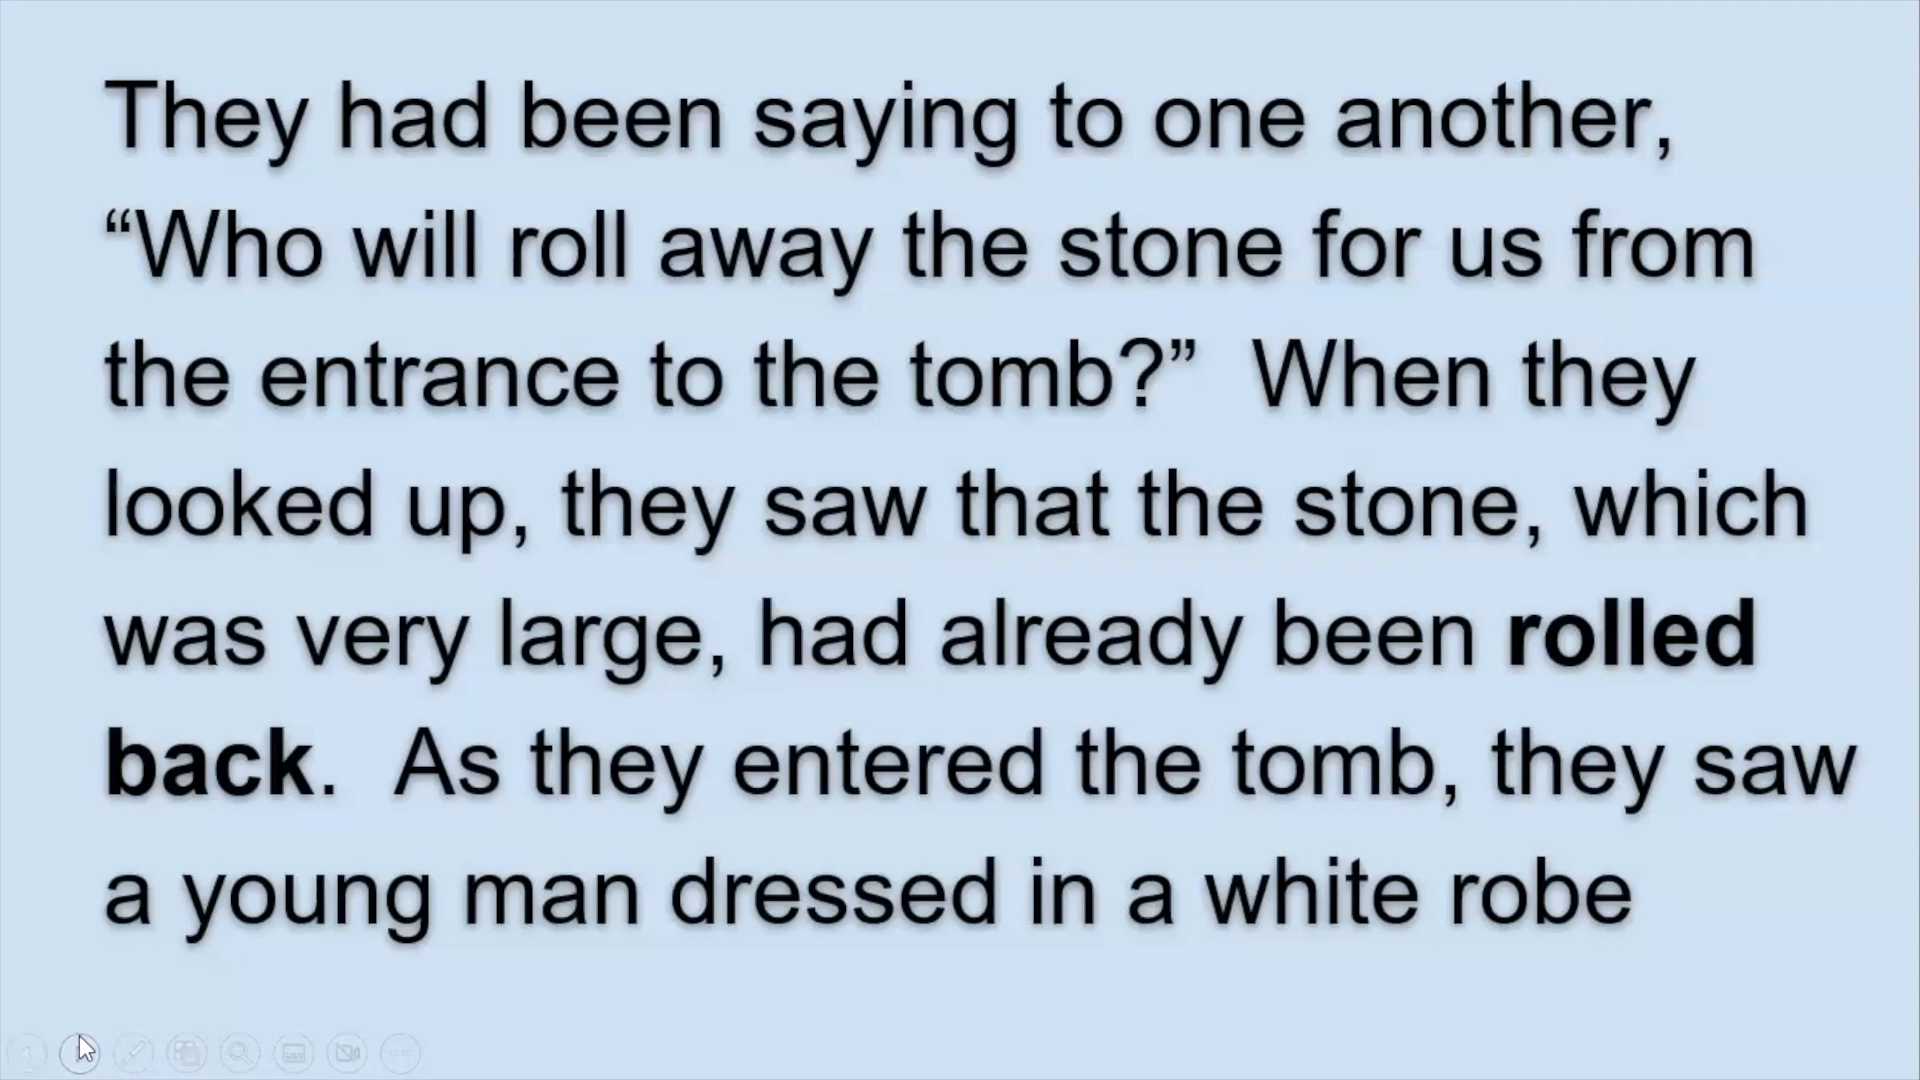 They had been saying to one another,
“Who will roll away the stone for us from
the entrance to the tomb?”  When they
looked up, they saw that the stone, which
was very large, had already been rolled
back.  As they entered the tomb, they saw
a young man dressed in a white robe